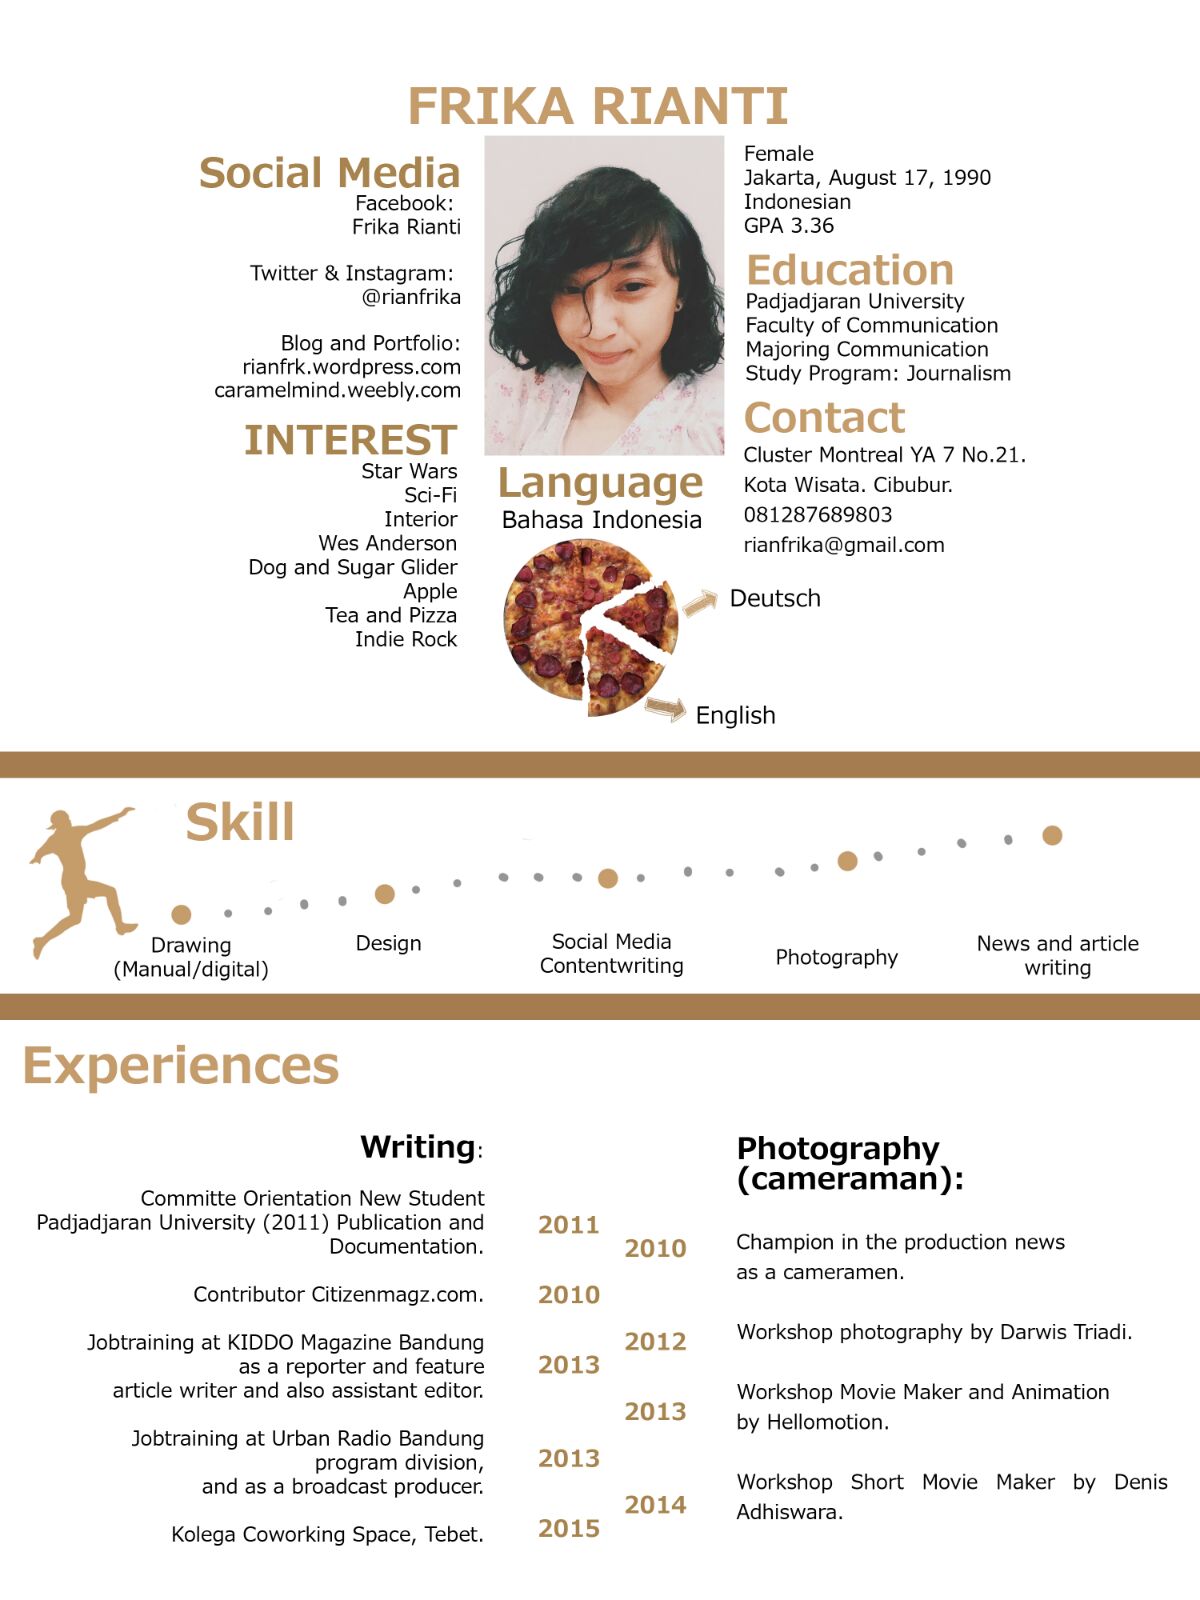 FRIKA RIANTI
Social Media
Facebook:
Frika Rianti
Twitter & Instagram:
@rianfrika
Blog and Portfolio:
rianfrk.wordpress.com
caramelmind.weebly.com
INTEREST
Star Wars
Sci-Fi
Interior
Wes Anderson
Dog and Sugar Glider
Apple
Tea and Pizza
Indie Rock
Female
Jakarta, August 17, 1990
Indonesian
GPA 3.36
Education
Padjadjaran University
Faculty of Communication
Majoring Communication
Study Program: Journalism
Contact
Cluster Montreal YA 7 No.21.
Kota Wisata. Cibubur.
081287689803
rianfrika@gmail.com
Language
Bahasa Indonesia
Deutsch
English
Skill
Drawing
(Manual/digital)
Design
Social Media
Contentwriting
Photography
News and article
writing
Experiences
Writing:
Committe Orientation New Student
Padjadjaran University (2011) Publication and
Documentation.
2011
Contributor Citizenmagz.com.
2010
Jobtraining at KIDDO Magazine Bandung
as a reporter and feature
article writer and also assistant editor.
2013
Jobtraining at Urban Radio Bandung
program division,
and as a broadcast producer.
2013
Kolega Coworking Space, Tebet.
2015
Photography
(cameraman):
2010
Champion in the production news
as a cameramen.
2012
Workshop photography by Darwis Triadi.
2013
Workshop Movie Maker and Animation
by Hellomotion.
2014
Workshop Short Movie Maker by Denis
Adhiswara.